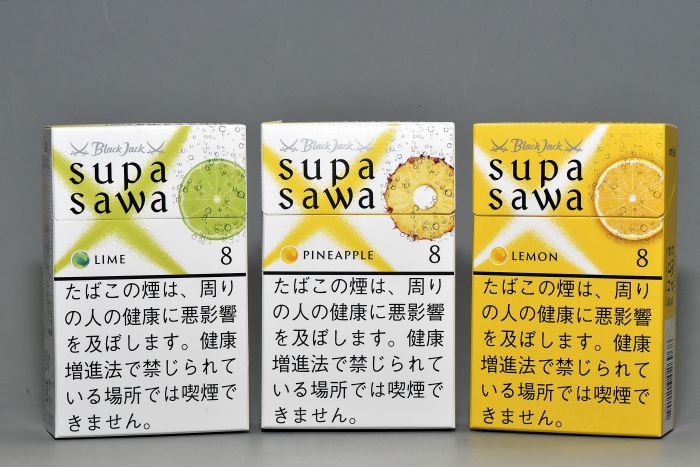 Black Jack
supa
sawa
LIME 8
たばこの煙は、周り
の人の健康に悪影響
を及ぼします。健康
増進法で禁じられて
いる場所では喫煙で
きません。
Black Jack
supa
sawa
PINEAPPLE 8
たばこの煙は、周り
の人の健康に悪影響
を及ぼします。健康
増進法で禁じられて
いる場所では喫煙で
きません。
Black Jack
supa
sawa
LEMON 8
たばこの煙は、周り
の人の健康に悪影響
を及ぼします。健康
増進法で禁じられて
いる場所では喫煙で
きません。